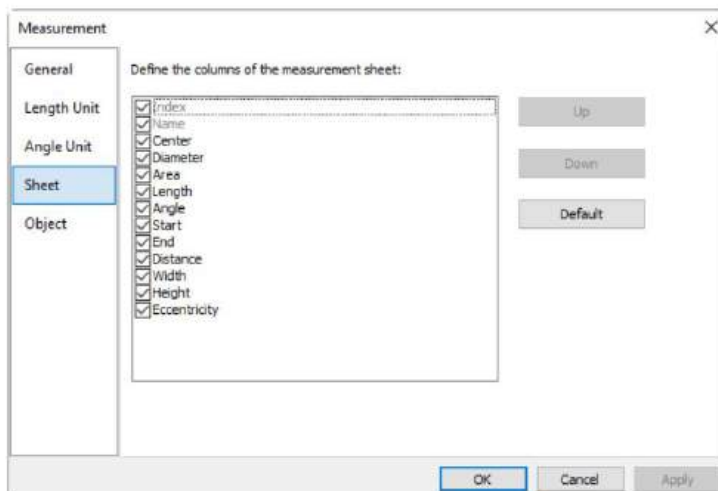 Measurement
General
Length Unit
Angle Unit
Sheet
Object
Define the columns of the measurement sheet:
Index
Name
Center
Diameter
Area
Length
Angle
Start
End
Distance
Width
Height
Eccentricity
Up
Down
Default
OK
Cancel
Apply